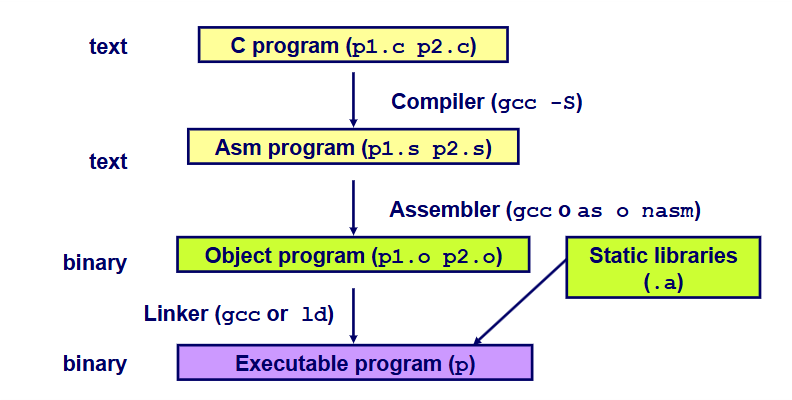 text
C program (p1.c p2.c)
Compiler (gcc -S)
text
Asm program (p1.s p2.s)
Assembler (gcc o as o nasm)
binary
Object program (p1.o p2.o)
Static libraries
(.a)
Linker (gcc or ld)
binary
Executable program (p)